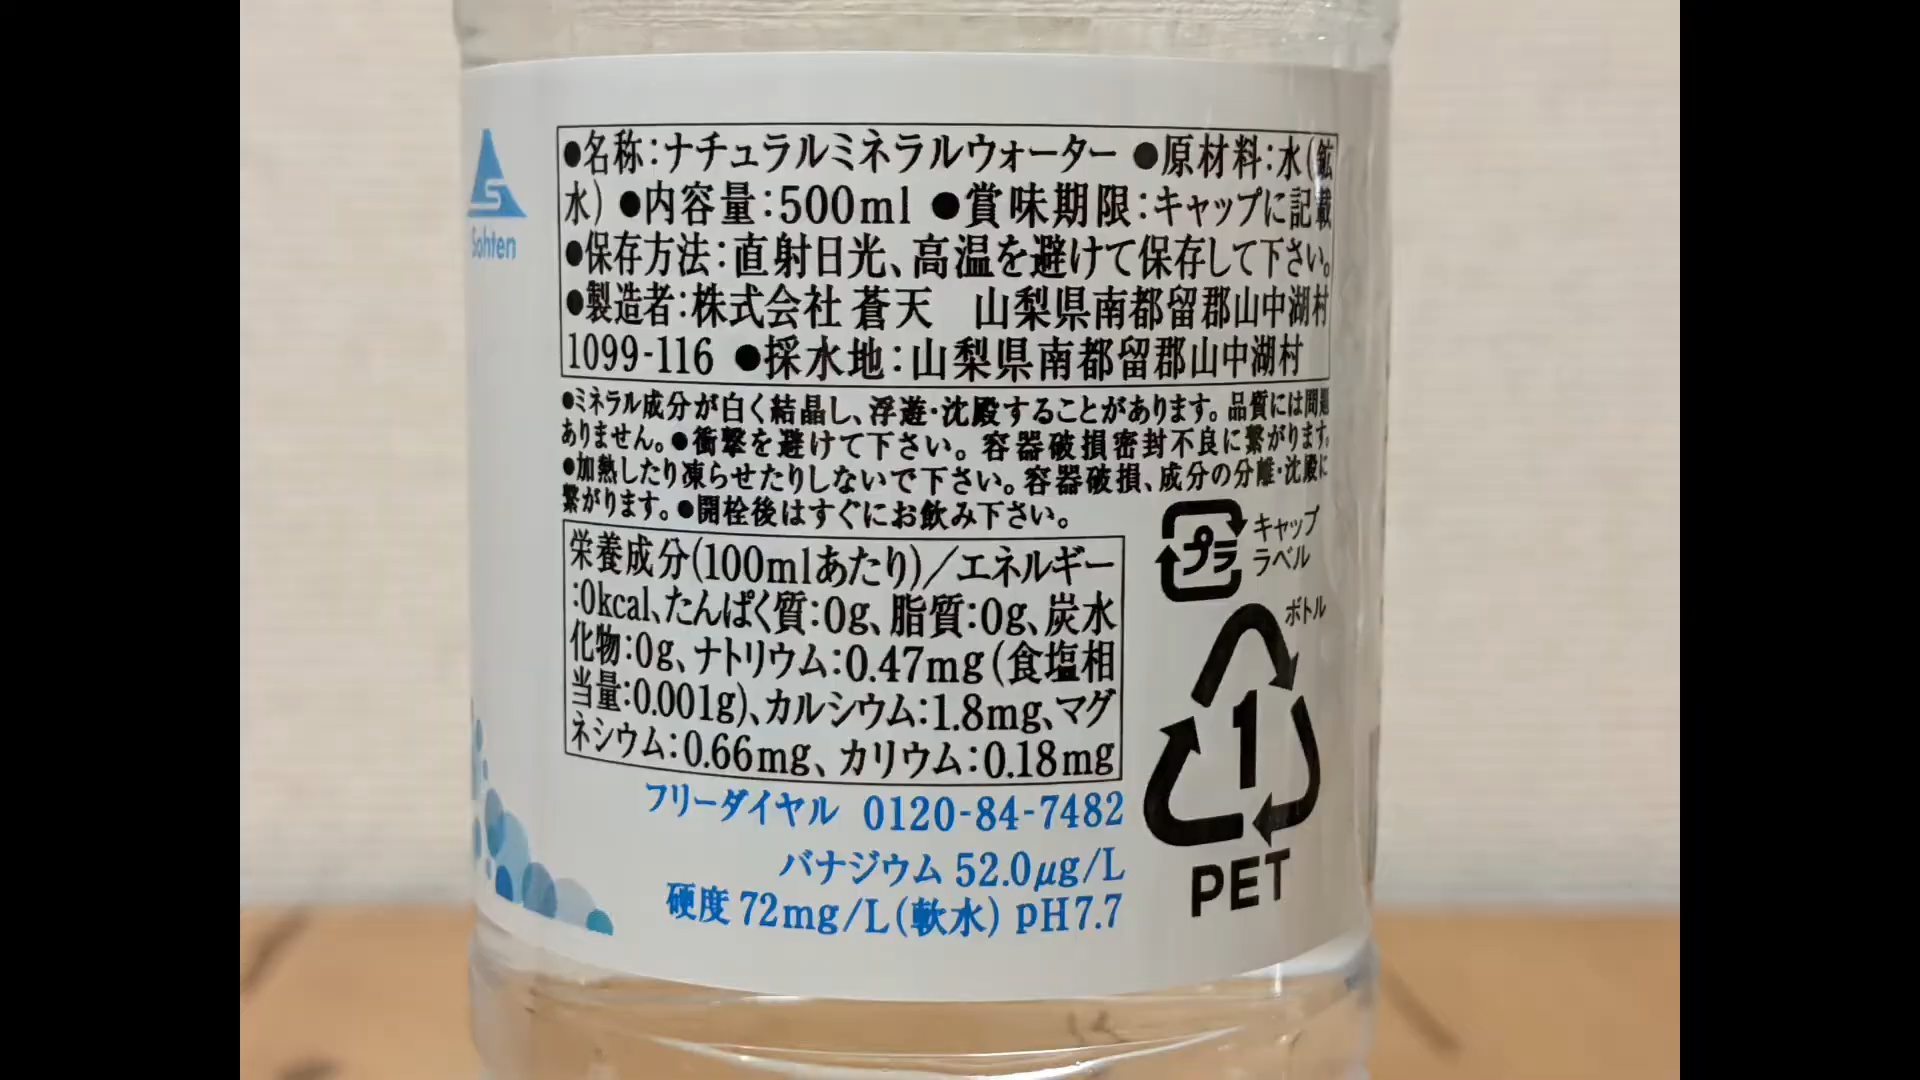 Sohten
●名称:ナチュラルミネラルウォーター ●原材料:水(鉱
水) ●内容量:500ml ●賞味期限:キャップに記載
●保存方法:直射日光、高温を避けて保存して下さい。
●製造者:株式会社 蒼天　山梨県南都留郡山中湖村
1099-116 ●採水地:山梨県南都留郡山中湖村
●ミネラル成分が白く結晶し、浮遊・沈殿することがあります。品質には問題
ありません。●衝撃を避けて下さい。容器破損密封不良に繋がります。
●加熱したり凍らせたりしないで下さい。容器破損、成分の分離・沈殿に
繋がります。●開栓後はすぐにお飲み下さい。
プラ
キャップ
ラベル
ボトル
1
PET
栄養成分(100mlあたり)/エネルギー
:0kcal、たんぱく質:0g、脂質:0g、炭水
化物:0g、ナトリウム:0.47mg(食塩相
当量:0.001g)、カルシウム:1.8mg、マグ
ネシウム:0.66mg、カリウム:0.18mg
フリーダイヤル 0120-84-7482
バナジウム 52.0μg/L
硬度 72mg/L(軟水) pH7.7